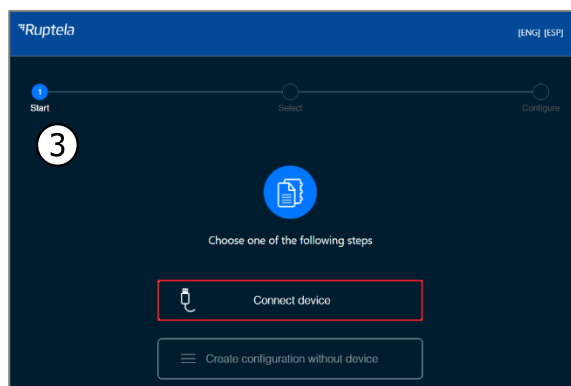 Ruptela
[ENG] [ESP]
1
Start
Select
Configure
3
Choose one of the following steps
Connect device
Create configuration without device